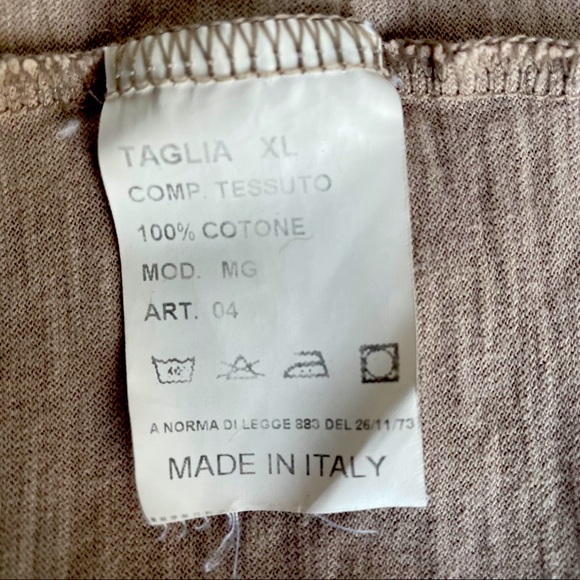 TAGLIA XL
COMP. TESSUTO
100% COTONE
MOD. MG
ART. 04
40
A NORMA DI LEGGE 883 DEL 26/11/73
MADE IN ITALY